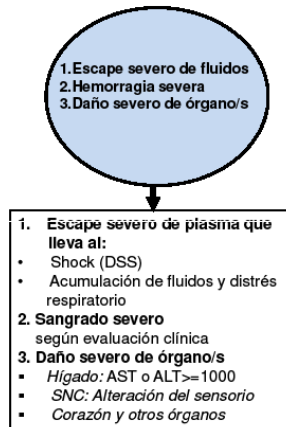 1.Escape severo de fluidos
2.Hemorragia severa
3.Daño severo de órgano/s
1. Escape severo de plasma que
lleva al:
• Shock (DSS)
• Acumulación de fluidos y distrés
respiratorio
2. Sangrado severo
según evaluación clínica
3. Daño severo de órgano/s
▪ Hígado: AST o ALT>=1000
▪ SNC: Alteración del sensorio
▪ Corazón y otros órganos